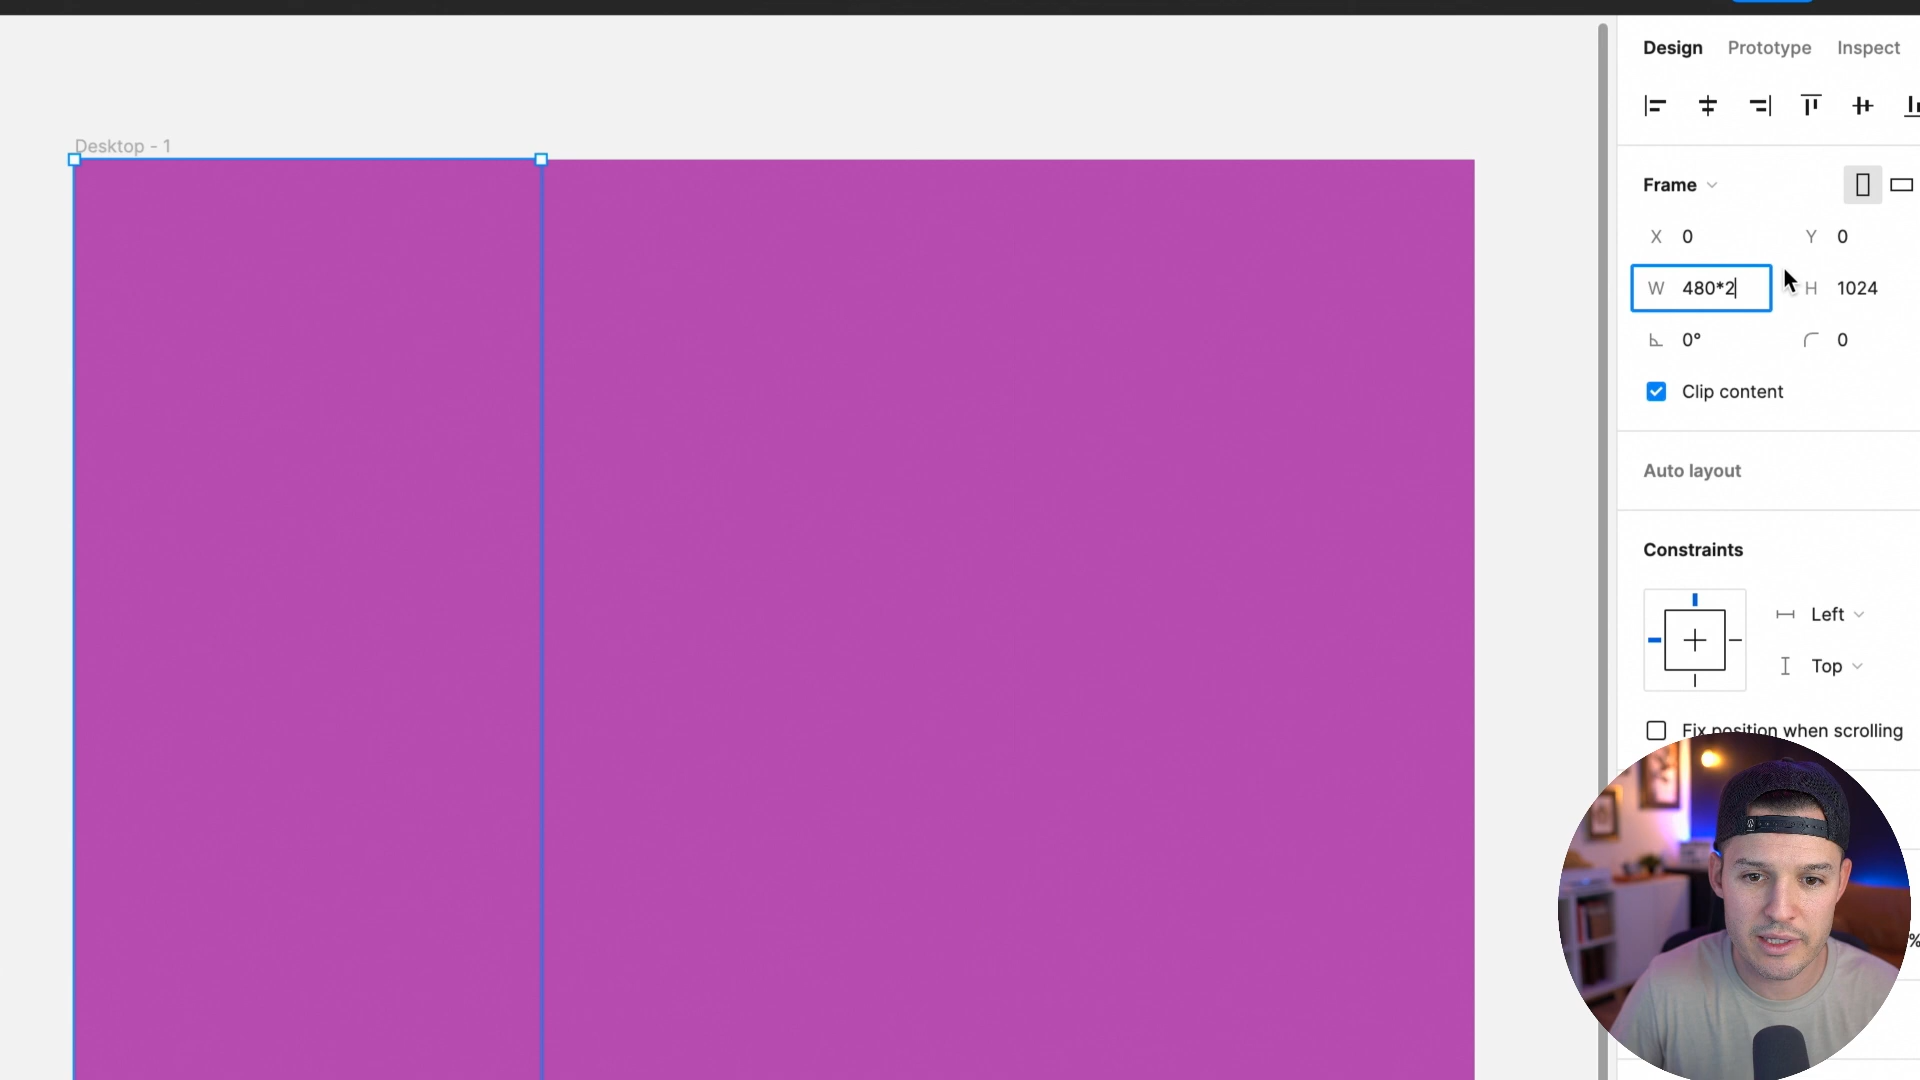 Design Prototype Inspect
Desktop - 1
Frame
X 0 Y 0
W 480*2 H 1024
0° 0
Clip content
Auto layout
Constraints
Left
Top
Fix position when scrolling
%